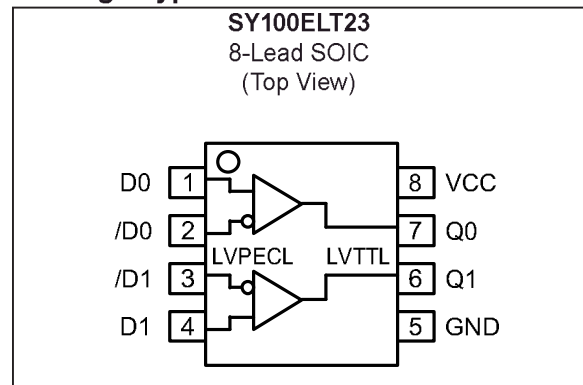 SY100ELT23
8-Lead SOIC
(Top View)
D0 1 8 VCC
/D0 2 7 Q0
LVPECL LVTTL
/D1 3 6 Q1
D1 4 5 GND